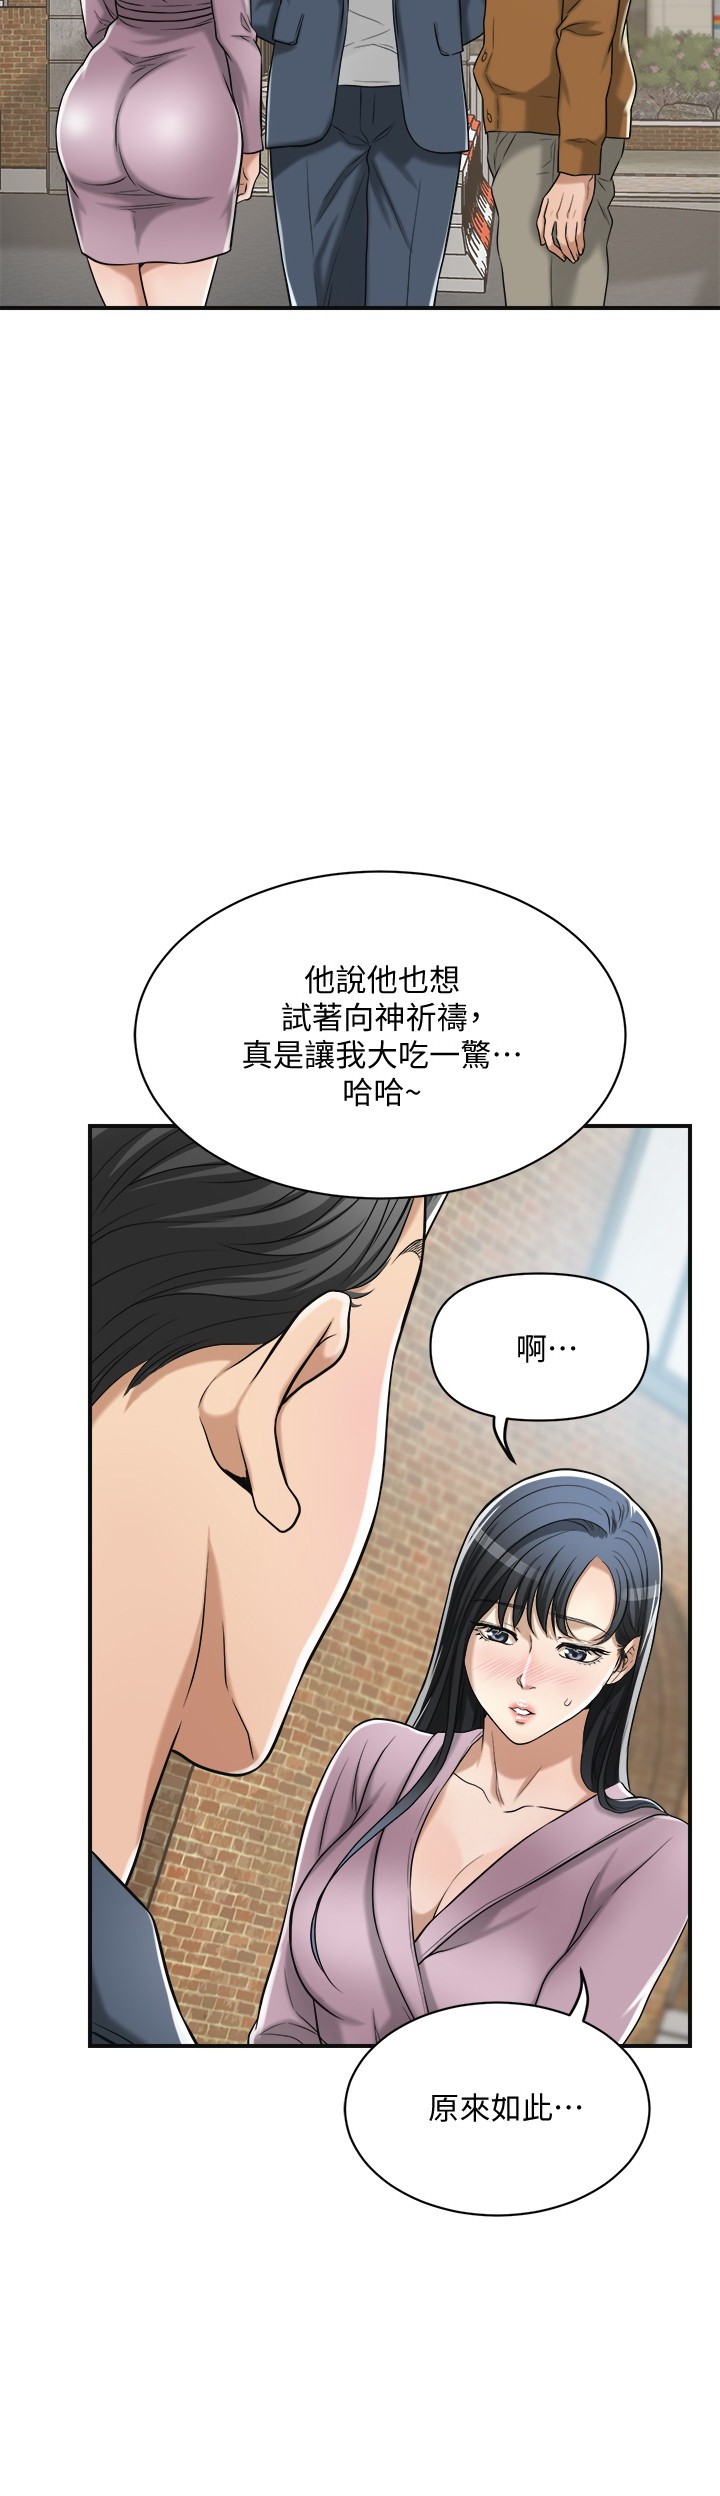 他說他也想
試著向神祈禱，
真是讓我大吃一驚⋯
哈哈~
啊⋯
原來如此⋯